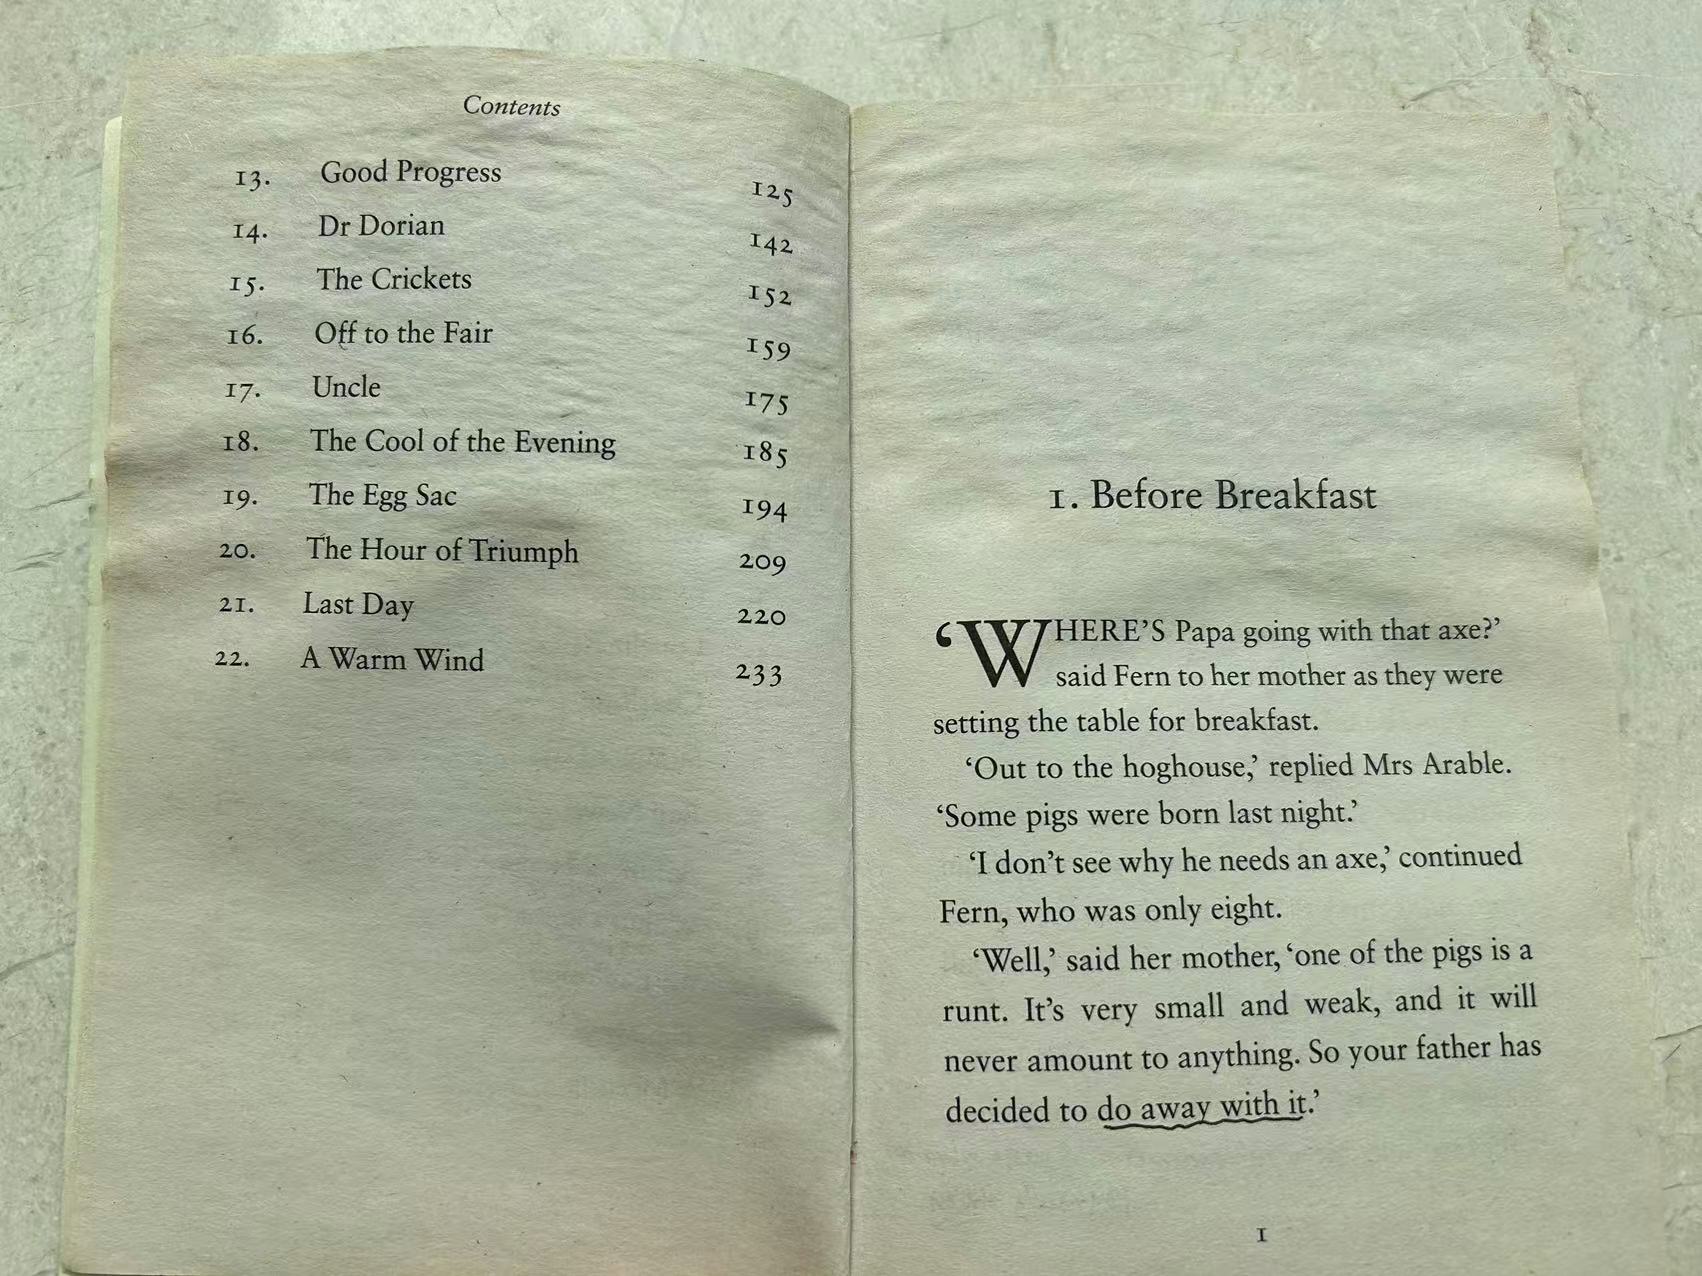 Contents
13. Good Progress 125
14. Dr Dorian 142
15. The Crickets 152
16. Off to the Fair 159
17. Uncle 175
18. The Cool of the Evening 185
19. The Egg Sac 194
20. The Hour of Triumph 209
21. Last Day 220
22. A Warm Wind 233
1. Before Breakfast
‘WHERE’S Papa going with that axe?’
said Fern to her mother as they were
setting the table for breakfast.
‘Out to the hoghouse,’ replied Mrs Arable.
‘Some pigs were born last night.’
‘I don’t see why he needs an axe,’ continued
Fern, who was only eight.
‘Well,’ said her mother, ‘one of the pigs is a
runt. It’s very small and weak, and it will
never amount to anything. So your father has
decided to do away with it.’
1